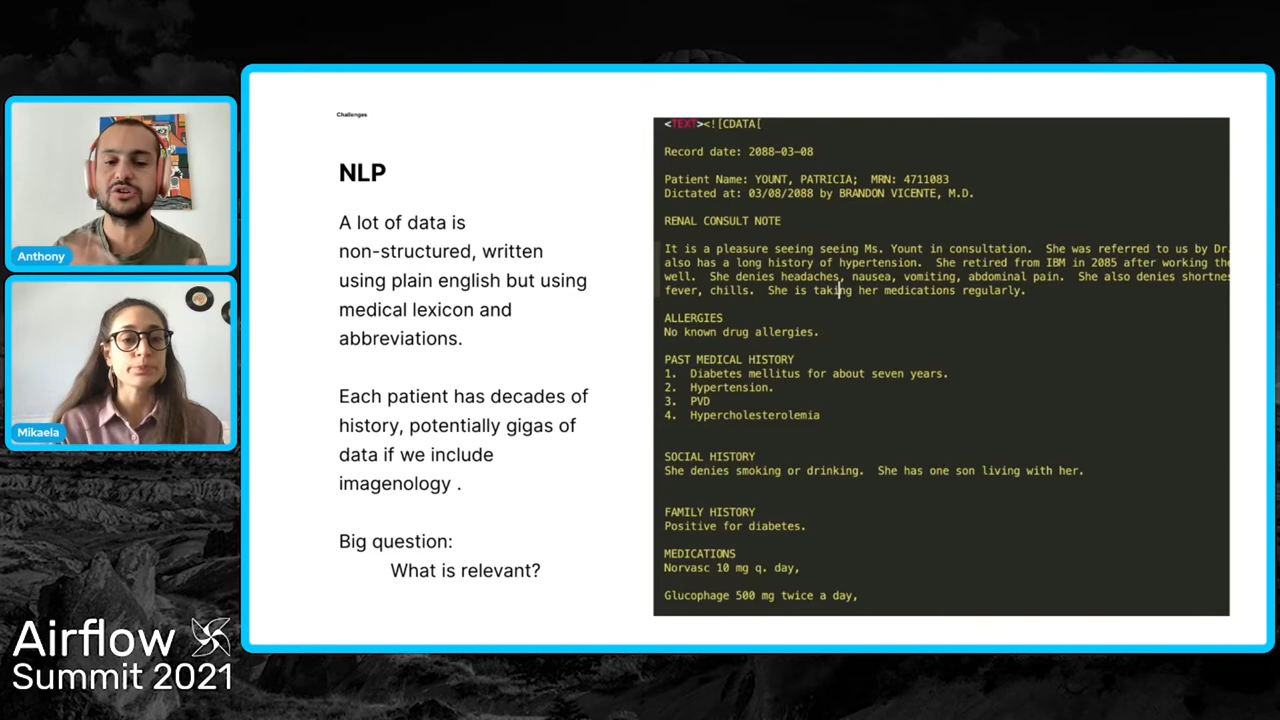 Anthony
Mikaela
Airflow
Summit 2021
Challenges
NLP
A lot of data is
non-structured, written
using plain english but using
medical lexicon and
abbreviations.
Each patient has decades of
history, potentially gigas of
data if we include
imagenology .
Big question:
What is relevant?
<TEXT><![CDATA[
Record date: 2088-03-08
Patient Name: YOUNT, PATRICIA;  MRN: 4711083
Dictated at: 03/08/2088 by BRANDON VICENTE, M.D.
RENAL CONSULT NOTE
It is a pleasure seeing seeing Ms. Yount in consultation.  She was referred to us by Dr.
also has a long history of hypertension.  She retired from IBM in 2085 after working the
well.  She denies headaches, nausea, vomiting, abdominal pain.  She also denies shortnes
fever, chills.  She is taking her medications regularly.
ALLERGIES
No known drug allergies.
PAST MEDICAL HISTORY
1.  Diabetes mellitus for about seven years.
2.  Hypertension.
3.  PVD
4.  Hypercholesterolemia
SOCIAL HISTORY
She denies smoking or drinking.  She has one son living with her.
FAMILY HISTORY
Positive for diabetes.
MEDICATIONS
Norvasc 10 mg q. day,
Glucophage 500 mg twice a day,